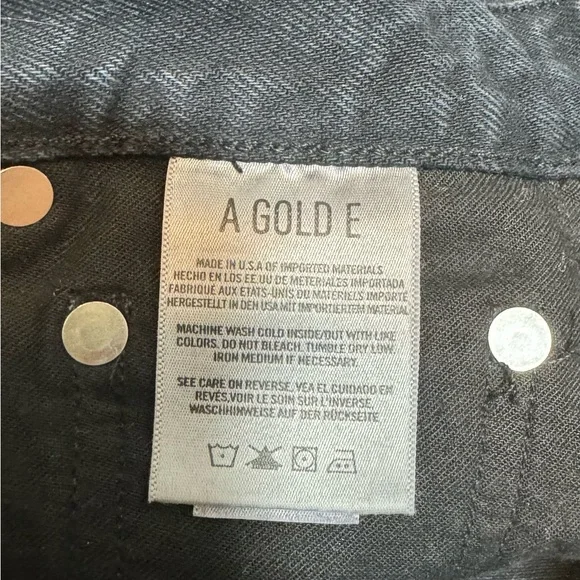 A GOLD E
MADE IN U.S.A OF IMPORTED MATERIALS
HECHO EN LOS EE.UU DE METERIALES IMPORTADA
FABRIQUÉ AUX ETATS-UNIS DU MATERIELS IMPORTE
HERGESTELLT IN DEN USA MIT IMPORTIERTEM MATERIAL
MACHINE WASH COLD INSIDE/OUT WITH LIKE
COLORS. DO NOT BLEACH. TUMBLE DRY LOW.
IRON MEDIUM IF NECESSARY.
SEE CARE ON REVERSE. VEA EL CUIDADO EN
REVÉS, VOIR LE SOIN SUR L'INVERSE,
WASCHHINWEISE AUF DER RÜCKSEITE